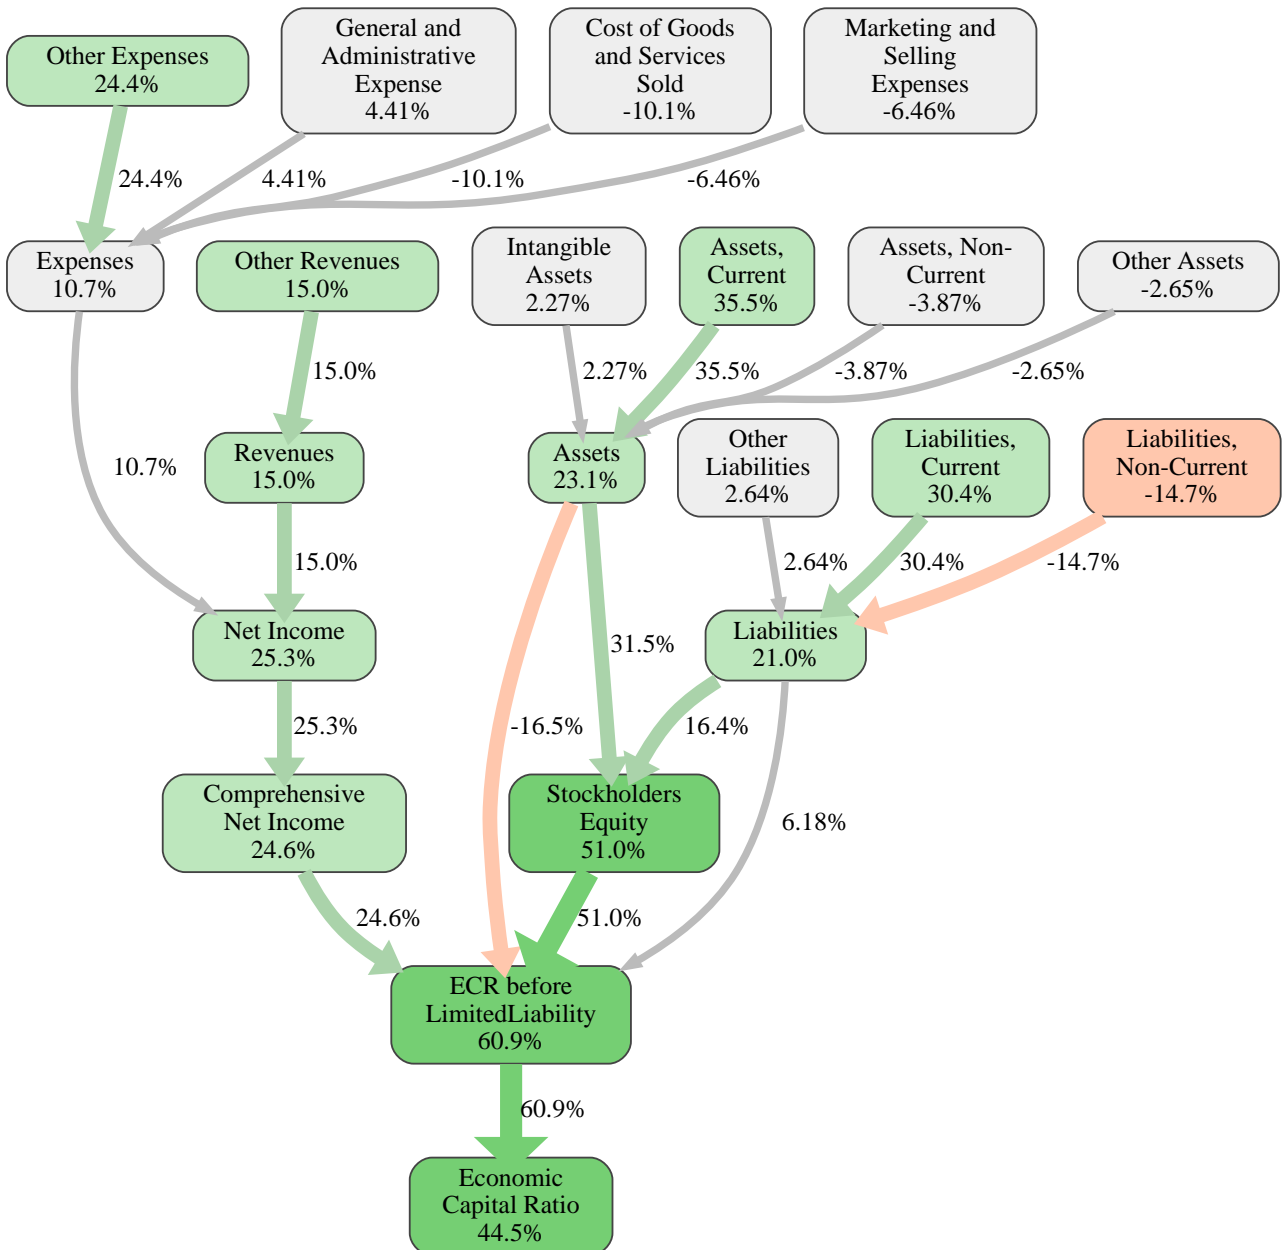 Other Expenses
24.4%
General and
Administrative
Expense
4.41%
Cost of Goods
and Services
Sold
-10.1%
Marketing and
Selling
Expenses
-6.46%
24.4%
4.41%
-10.1%
-6.46%
Expenses
10.7%
Other Revenues
15.0%
Intangible
Assets
2.27%
Assets,
Current
35.5%
Assets, Non-
Current
-3.87%
Other Assets
-2.65%
15.0%
2.27%
35.5%
-3.87%
-2.65%
10.7%
Revenues
15.0%
Assets
23.1%
Other
Liabilities
2.64%
Liabilities,
Current
30.4%
Liabilities,
Non-Current
-14.7%
15.0%
2.64%
30.4%
-14.7%
Net Income
25.3%
31.5%
Liabilities
21.0%
25.3%
-16.5%
16.4%
Comprehensive
Net Income
24.6%
Stockholders
Equity
51.0%
6.18%
24.6%
51.0%
ECR before
LimitedLiability
60.9%
60.9%
Economic
Capital Ratio
44.5%